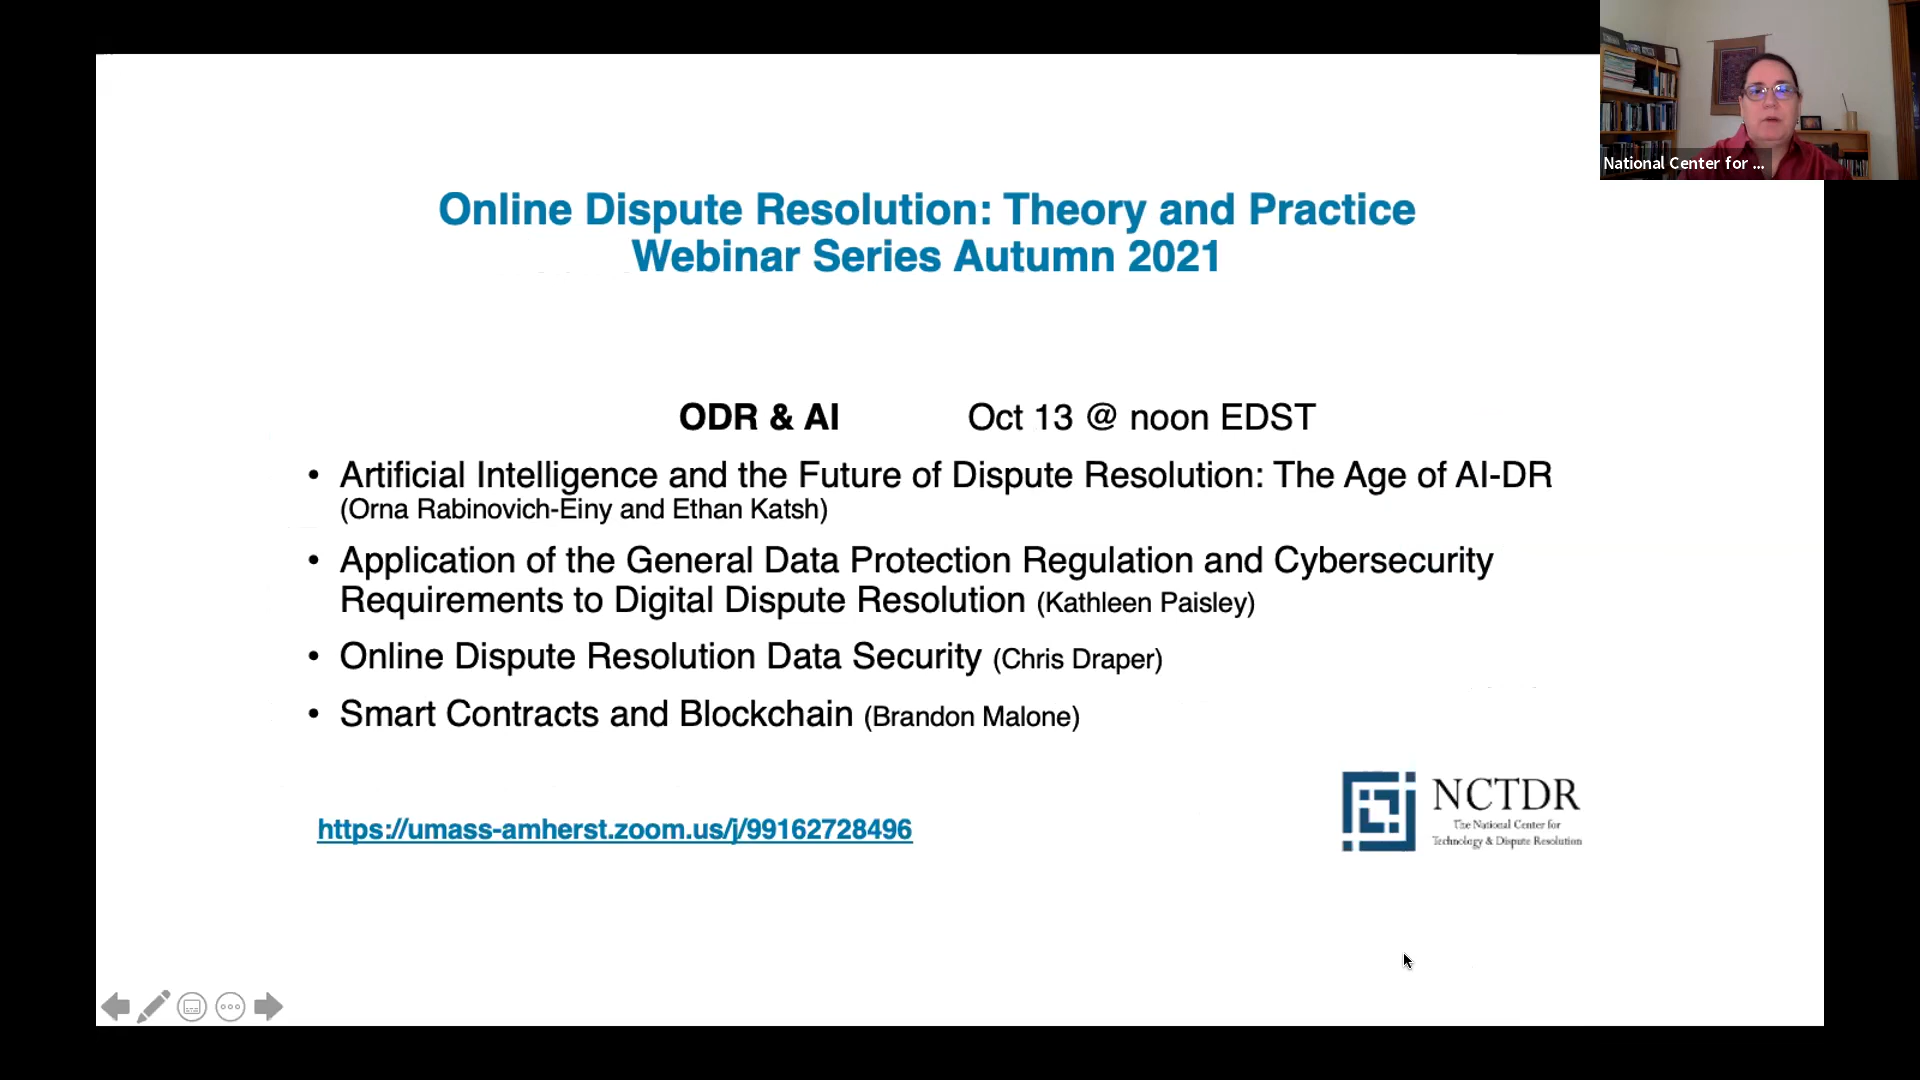 National Center for ...
Online Dispute Resolution: Theory and Practice
Webinar Series Autumn 2021
ODR & AI Oct 13 @ noon EDST
• Artificial Intelligence and the Future of Dispute Resolution: The Age of AI-DR
(Orna Rabinovich-Einy and Ethan Katsh)
• Application of the General Data Protection Regulation and Cybersecurity
Requirements to Digital Dispute Resolution (Kathleen Paisley)
• Online Dispute Resolution Data Security (Chris Draper)
• Smart Contracts and Blockchain (Brandon Malone)
https://umass-amherst.zoom.us/j/99162728496
NCTDR
The National Center for
Technology & Dispute Resolution